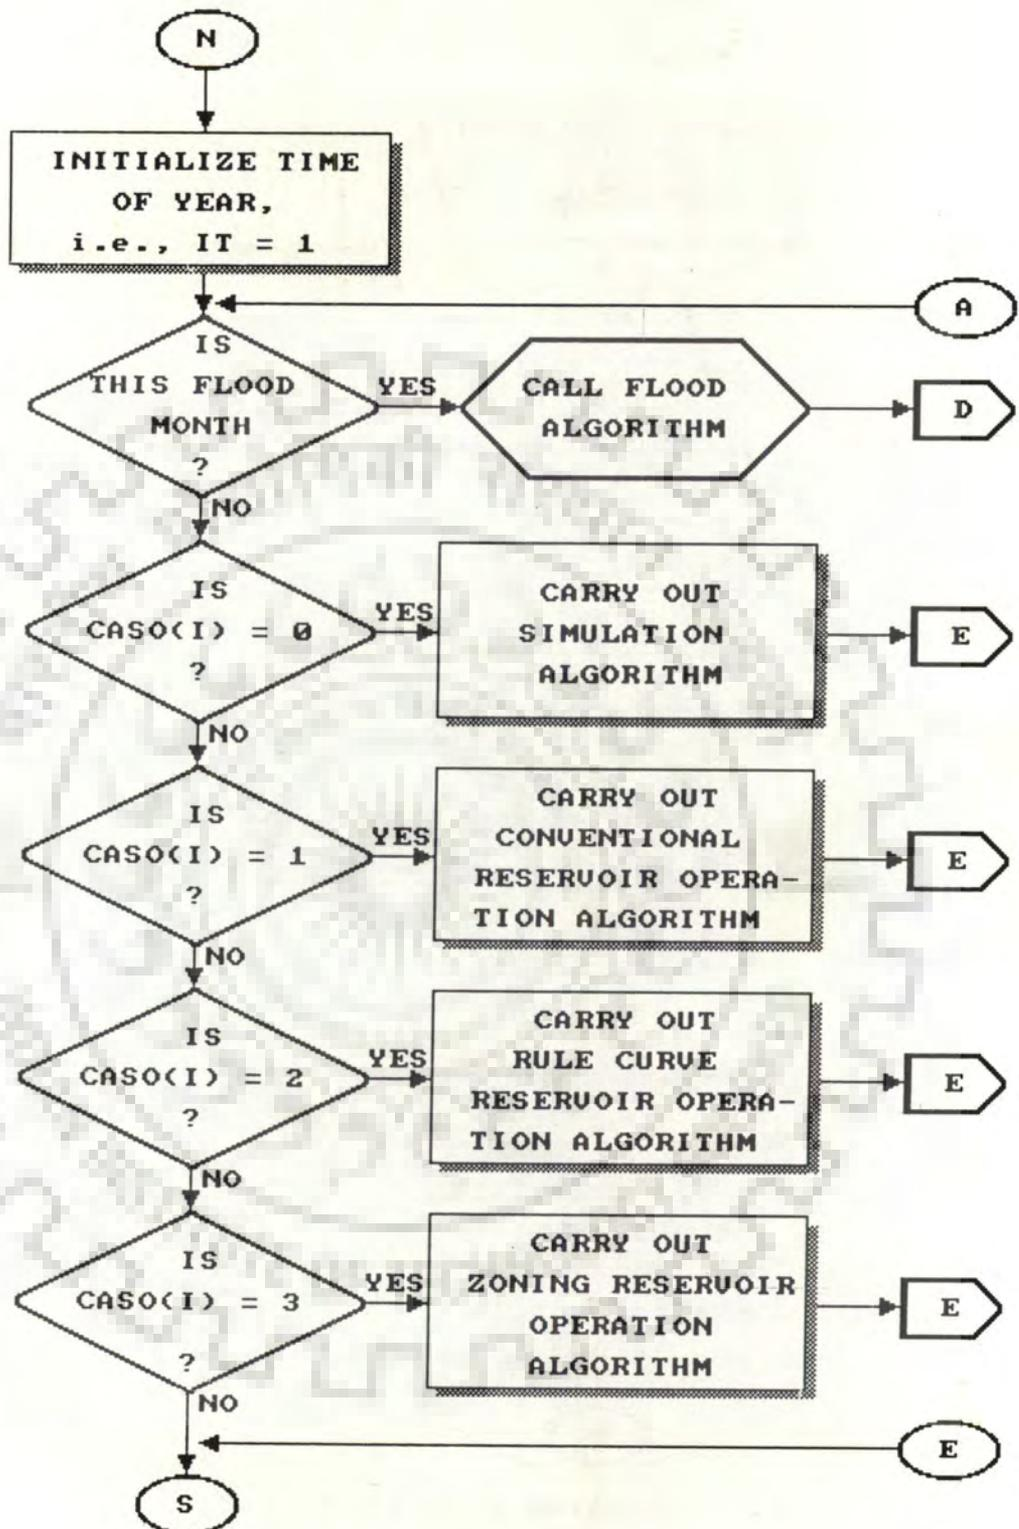 N
INITIALIZE TIME
OF YEAR,
i.e., IT = 1
A
IS
THIS FLOOD
MONTH
?
YES
CALL FLOOD
ALGORITHM
D
NO
IS
CASO(I) = 0
?
YES
CARRY OUT
SIMULATION
ALGORITHM
E
NO
IS
CASO(I) = 1
?
YES
CARRY OUT
CONVENTIONAL
RESERVOIR OPERA-
TION ALGORITHM
E
NO
IS
CASO(I) = 2
?
YES
CARRY OUT
RULE CURVE
RESERVOIR OPERA-
TION ALGORITHM
E
NO
IS
CASO(I) = 3
?
YES
CARRY OUT
ZONING RESERVOIR
OPERATION
ALGORITHM
E
NO
E
S